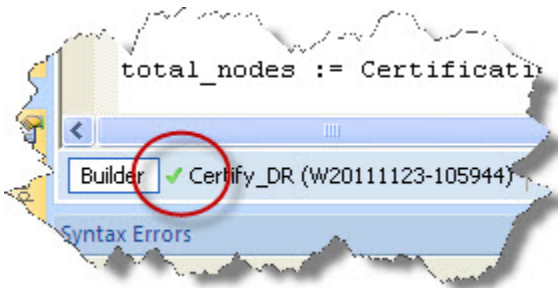 total_nodes := Certificati
Builder Certify_DR (W20111123-105944)
Syntax Errors